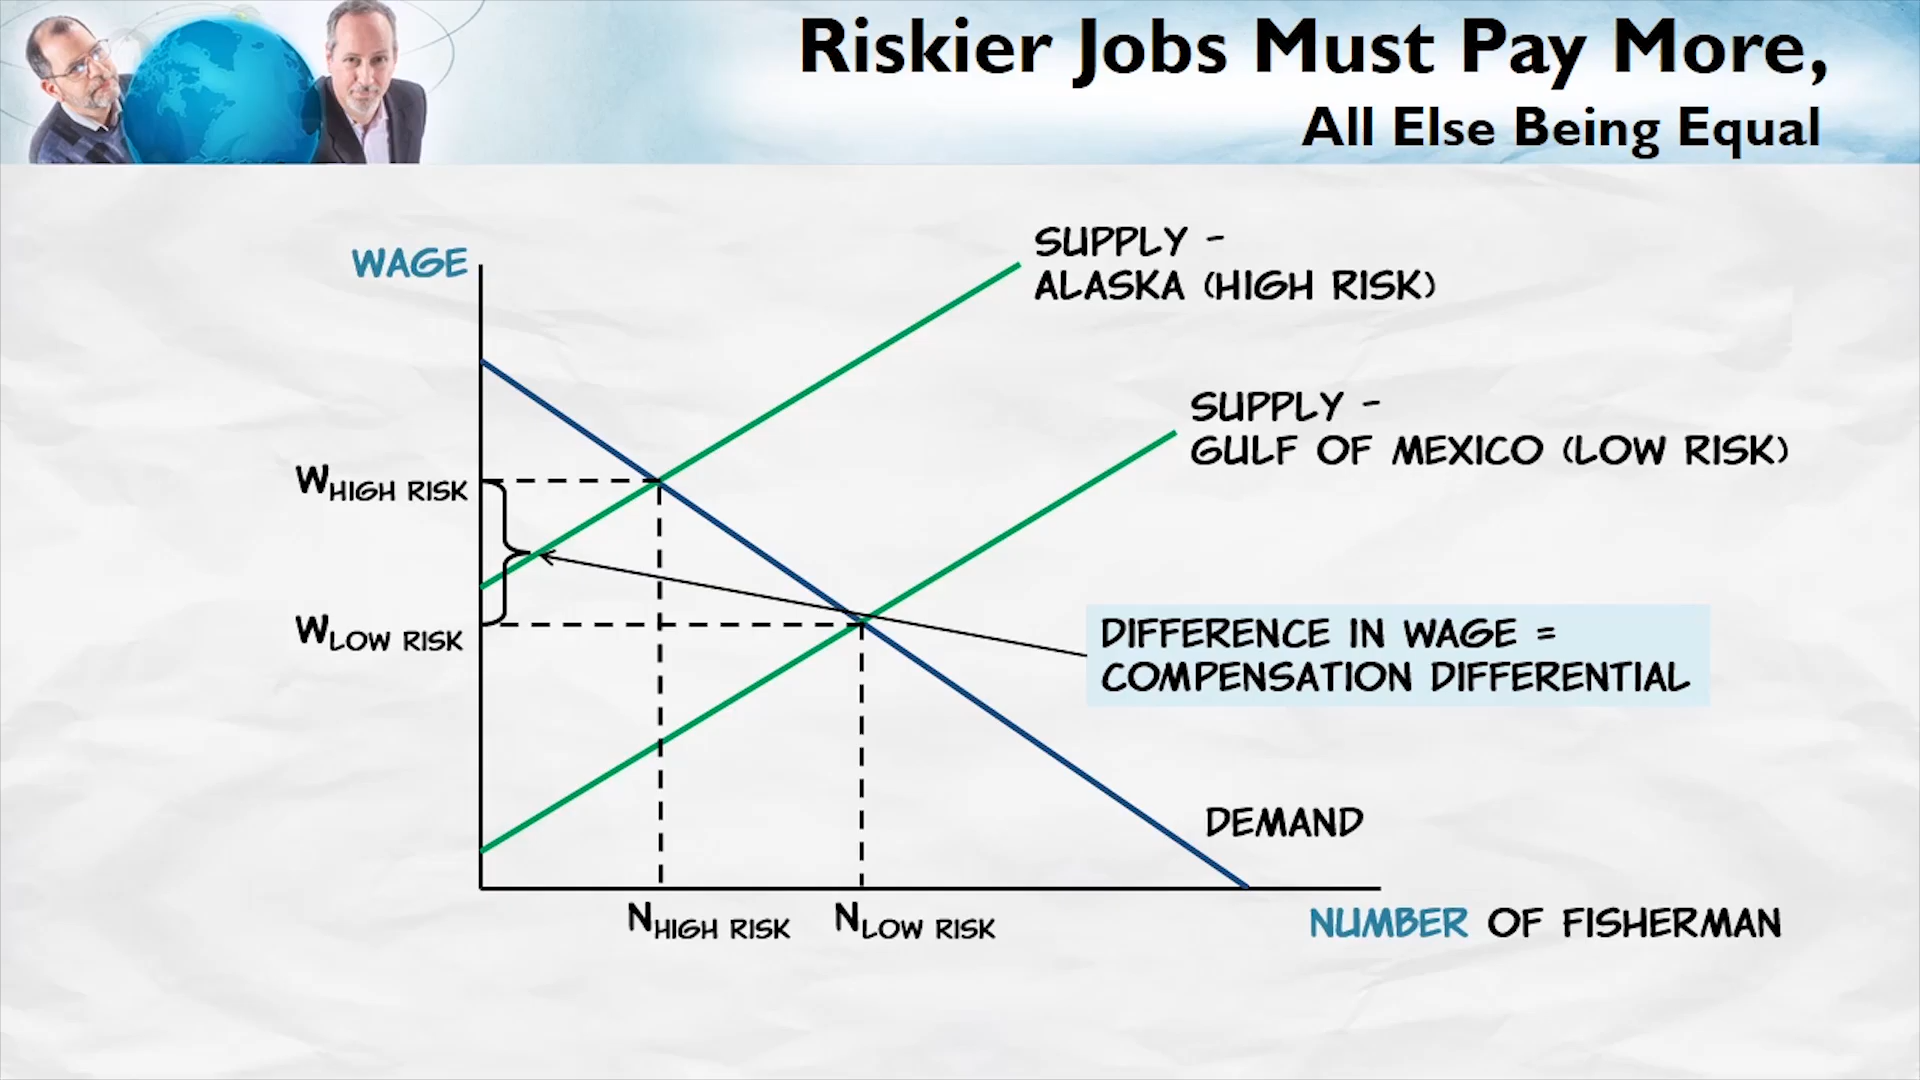 Riskier Jobs Must Pay More,
All Else Being Equal
WAGE
SUPPLY -
ALASKA (HIGH RISK)
SUPPLY -
GULF OF MEXICO (LOW RISK)
WHIGH RISK
WLOW RISK
DIFFERENCE IN WAGE =
COMPENSATION DIFFERENTIAL
DEMAND
NHIGH RISK
NLOW RISK
NUMBER OF FISHERMAN